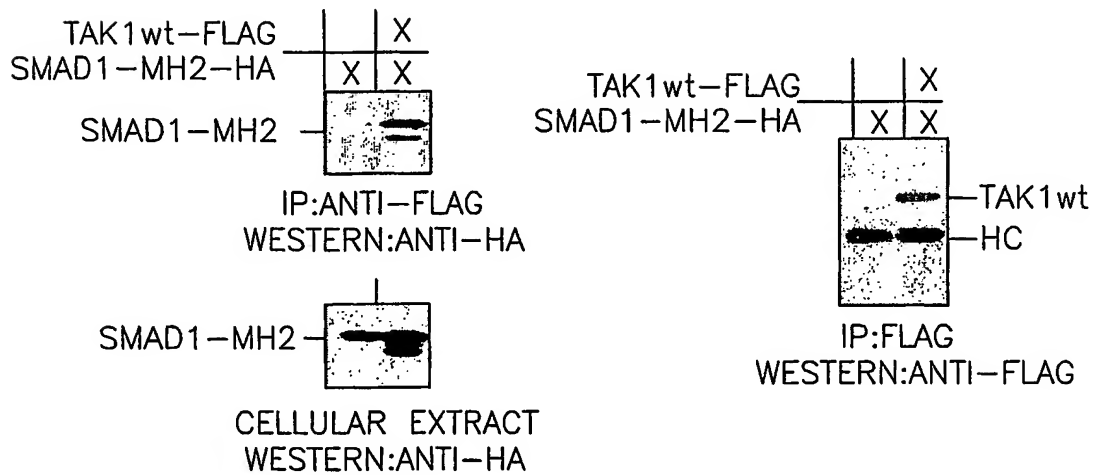 TAK1wt-FLAG X
SMAD1-MH2-HA X X
SMAD1-MH2
IP:ANTI-FLAG
WESTERN:ANTI-HA
SMAD1-MH2
CELLULAR EXTRACT
WESTERN:ANTI-HA
TAK1wt-FLAG X
SMAD1-MH2-HA X X
TAK1wt
HC
IP:FLAG
WESTERN:ANTI-FLAG